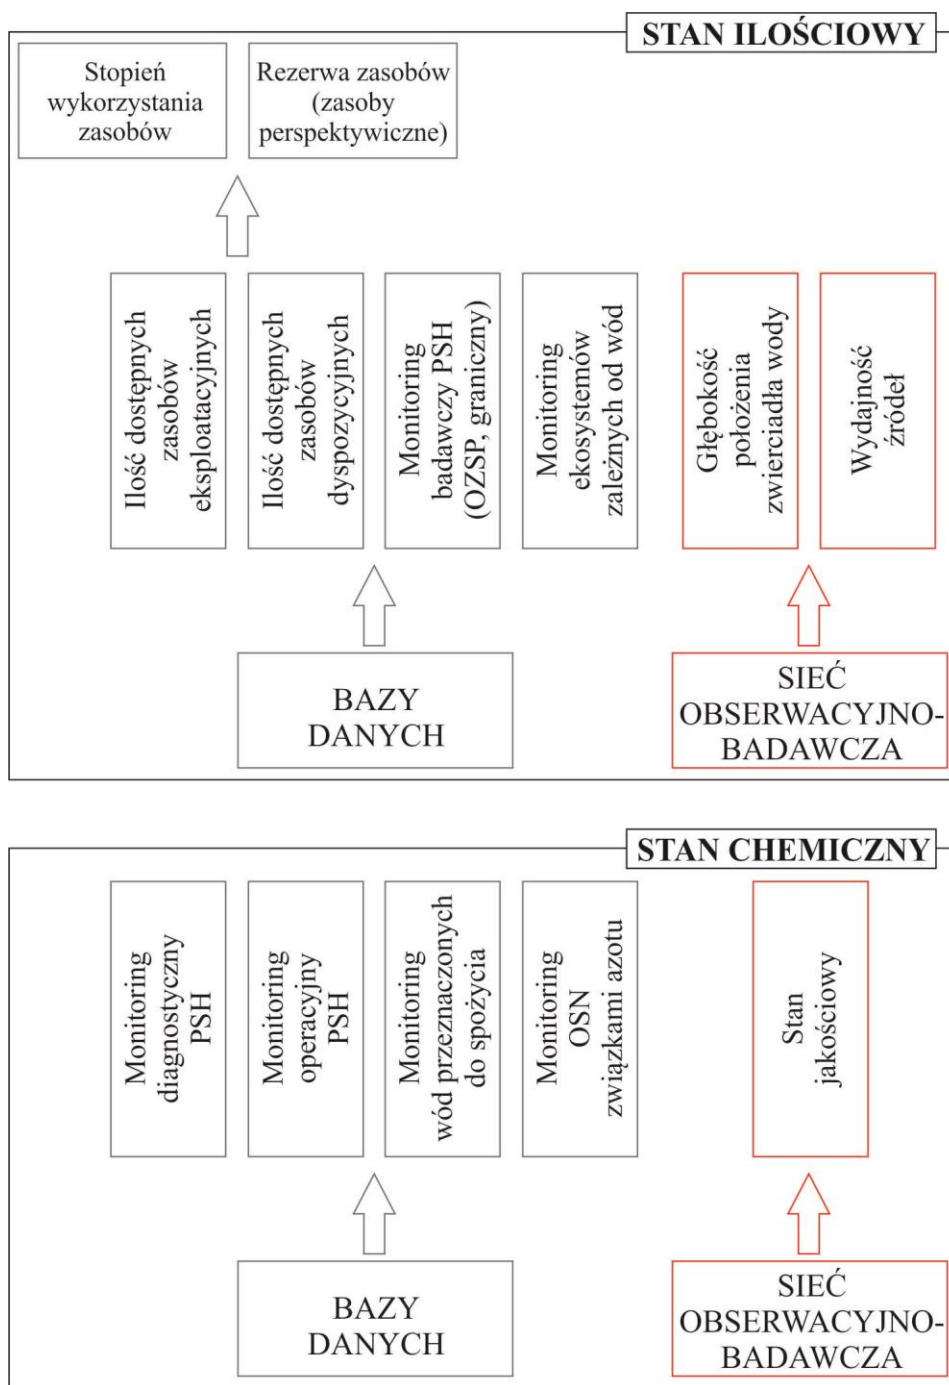 STAN ILOŚCIOWY
Stopień
wykorzystania
zasobów
Rezerwa zasobów
(zasoby
perspektywiczne)
Ilość dostępnych
zasobów
eksploatacyjnych
Ilość dostępnych
zasobów
dyspozycyjnych
Monitoring
badawczy PSH
(OZSP, graniczny)
Monitoring
ekosystemów
zależnych od wód
Głębokość
położenia
zwierciadła wody
Wydajność
źródeł
BAZY
DANYCH
SIEĆ
OBSERWACYJNO-
BADAWCZA
STAN CHEMICZNY
Monitoring
diagnostyczny
PSH
Monitoring
operacyjny
PSH
Monitoring
wód przeznaczonych
do spożycia
Monitoring
OSN
związkami azotu
Stan
jakościowy
BAZY
DANYCH
SIEĆ
OBSERWACYJNO-
BADAWCZA